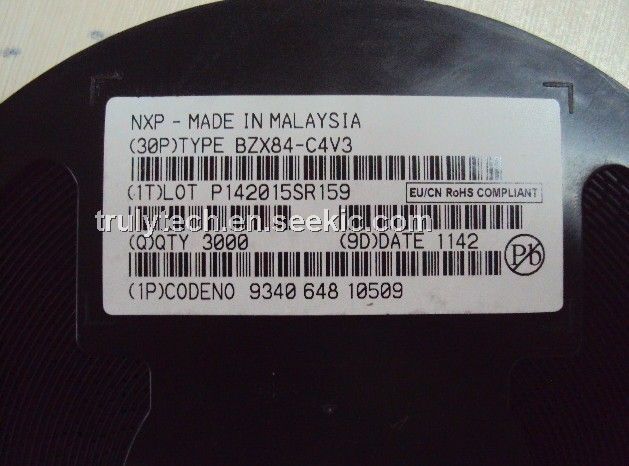 NXP - MADE IN MALAYSIA
(30P)TYPE BZX84-C4V3
(1T)LOT P142015SR159
EU/CN RoHS COMPLIANT
trulytech.en.seekic.com
(Q)QTY 3000 (9D)DATE 1142
Pb
(1P)CODENO 9340 648 10509